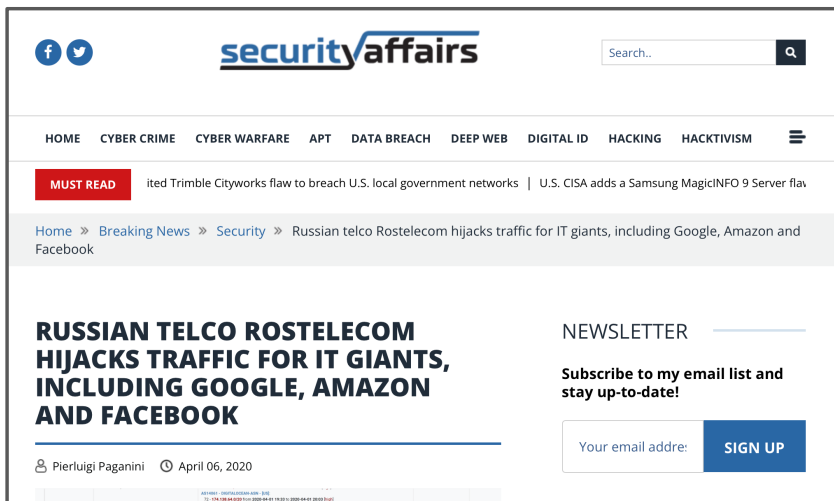 securityaffairs
Search..
HOME CYBER CRIME CYBER WARFARE APT DATA BREACH DEEP WEB DIGITAL ID HACKING HACKTIVISM
MUST READ ited Trimble Cityworks flaw to breach U.S. local government networks | U.S. CISA adds a Samsung MagicINFO 9 Server flaw
Home » Breaking News » Security » Russian telco Rostelecom hijacks traffic for IT giants, including Google, Amazon and
Facebook
RUSSIAN TELCO ROSTELECOM
HIJACKS TRAFFIC FOR IT GIANTS,
INCLUDING GOOGLE, AMAZON
AND FACEBOOK
Pierluigi Paganini April 06, 2020
NEWSLETTER
Subscribe to my email list and
stay up-to-date!
Your email addres SIGN UP